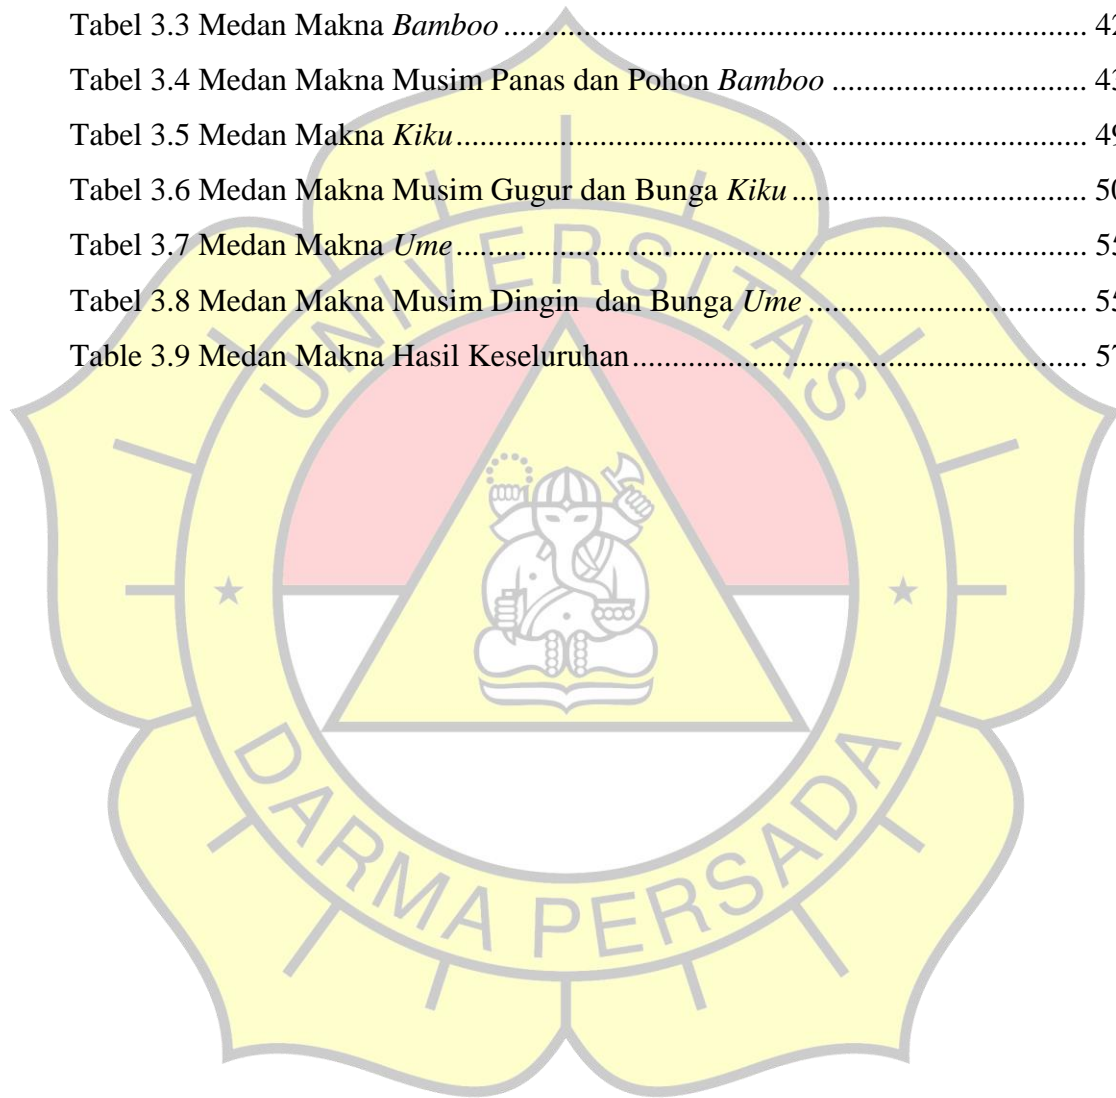 Tabel 3.3 Medan Makna Bamboo ........................................................................ 42
Tabel 3.4 Medan Makna Musim Panas dan Pohon Bamboo ................................ 43
Tabel 3.5 Medan Makna Kiku ............................................................................... 49
Tabel 3.6 Medan Makna Musim Gugur dan Bunga Kiku ..................................... 50
Tabel 3.7 Medan Makna Ume ............................................................................... 55
Tabel 3.8 Medan Makna Musim Dingin dan Bunga Ume ................................... 55
Table 3.9 Medan Makna Hasil Keseluruhan ......................................................... 57
UNIVERSITAS
DARMA PERSADA